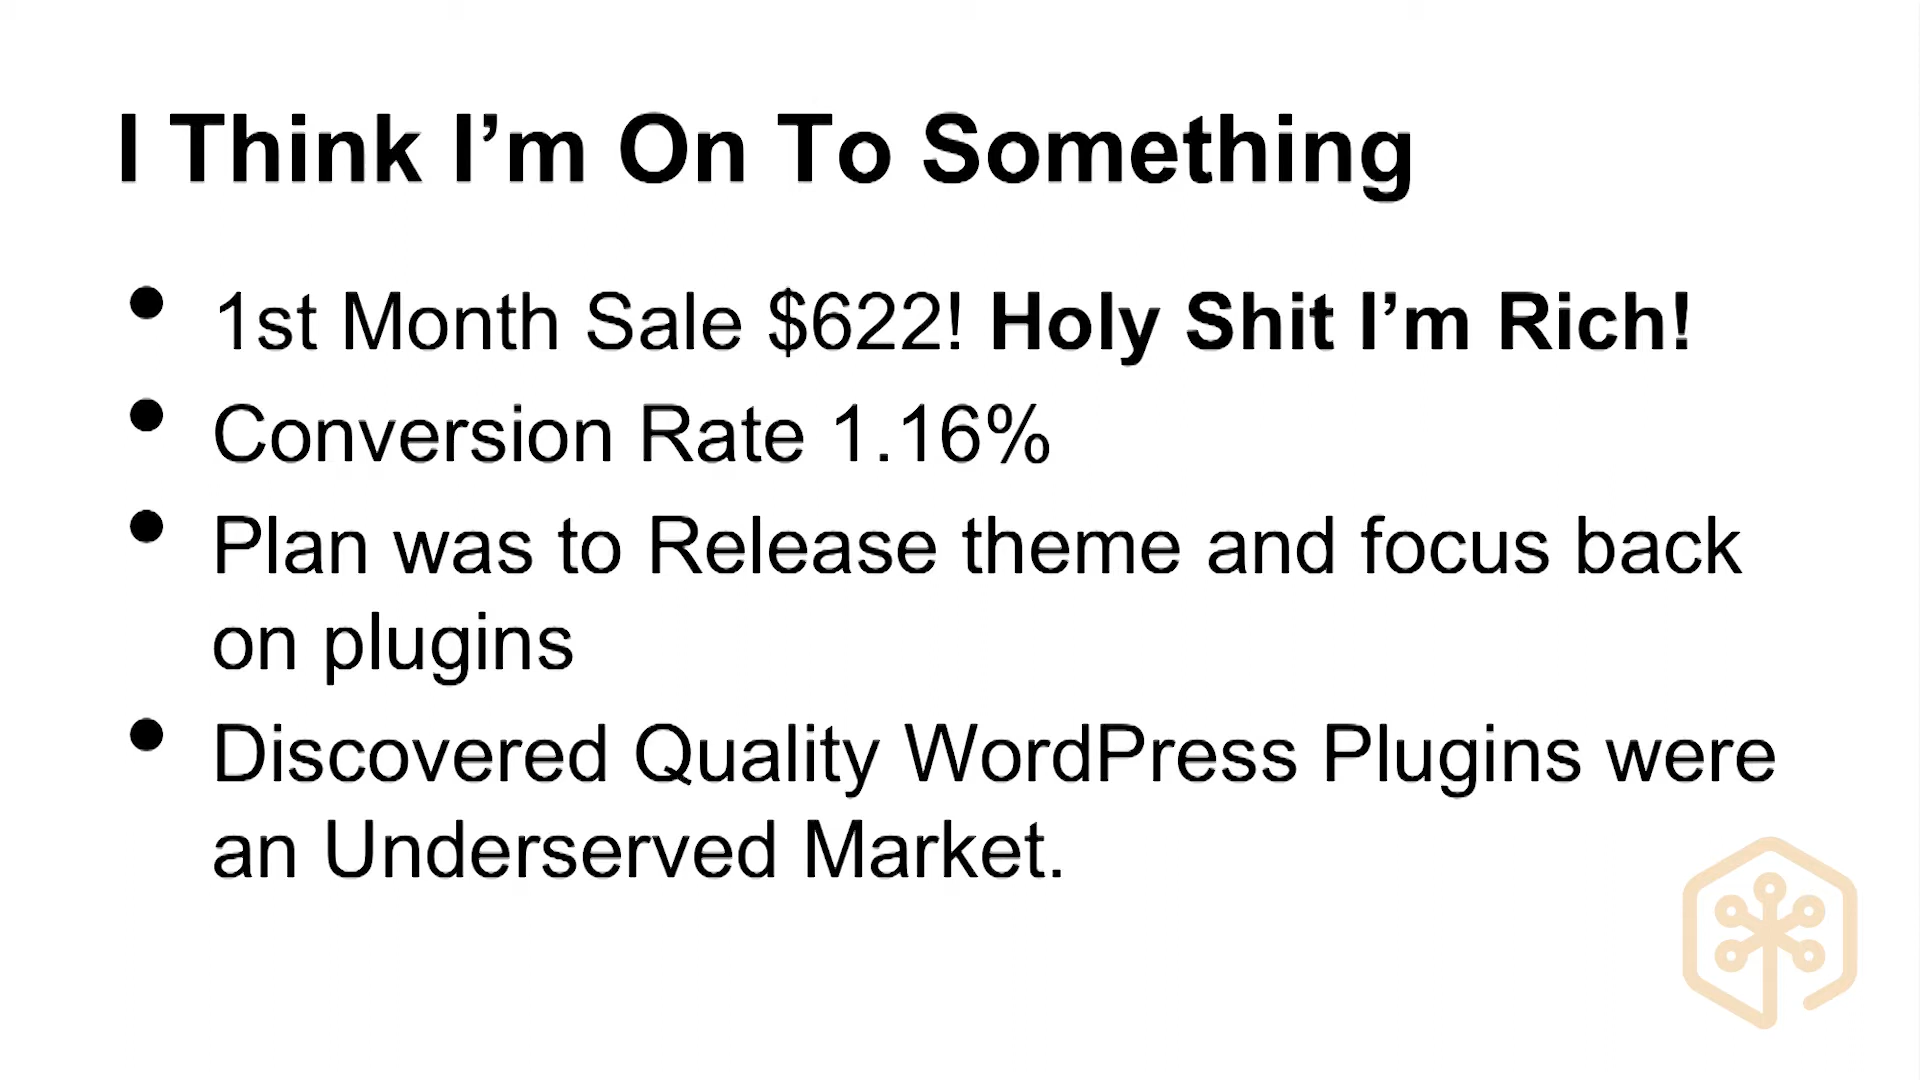 I Think I’m On To Something
• 1st Month Sale $622! Holy Shit I’m Rich!
• Conversion Rate 1.16%
• Plan was to Release theme and focus back
on plugins
• Discovered Quality WordPress Plugins were
an Underserved Market.